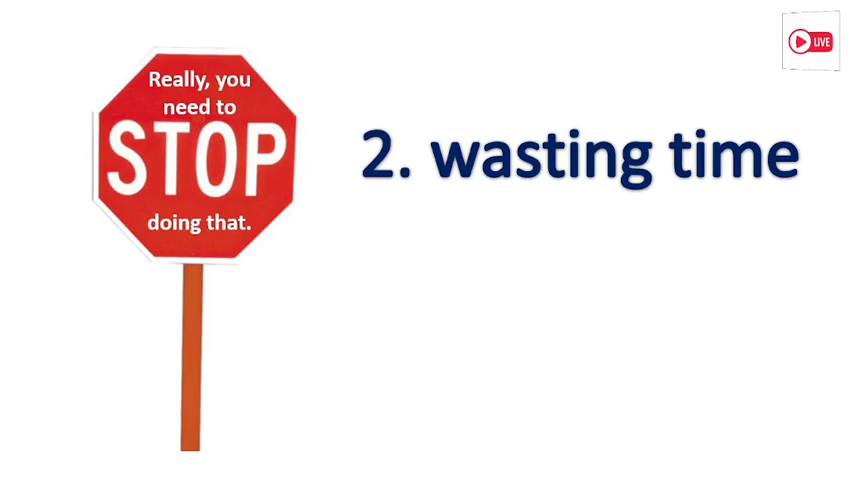 Really, you
need to
STOP
doing that.
2. wasting time
LIVE